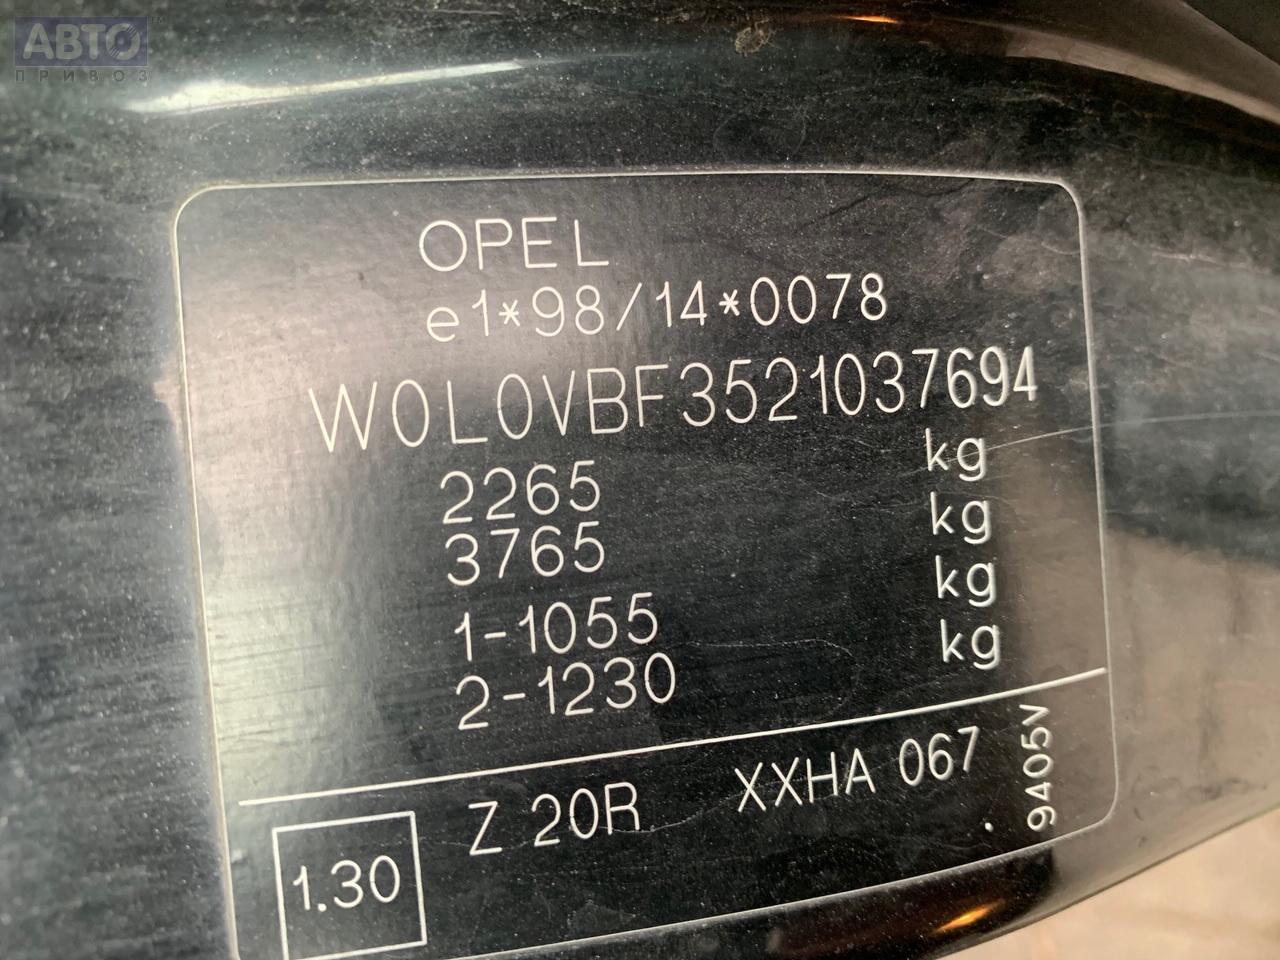 АВТО
ПРИВОЗ
OPEL
e1*98/14*0078
W0L0VBF3521037694
2265 kg
3765 kg
1-1055 kg
2-1230 kg
1.30
Z 20R
XXHA 067
9405V